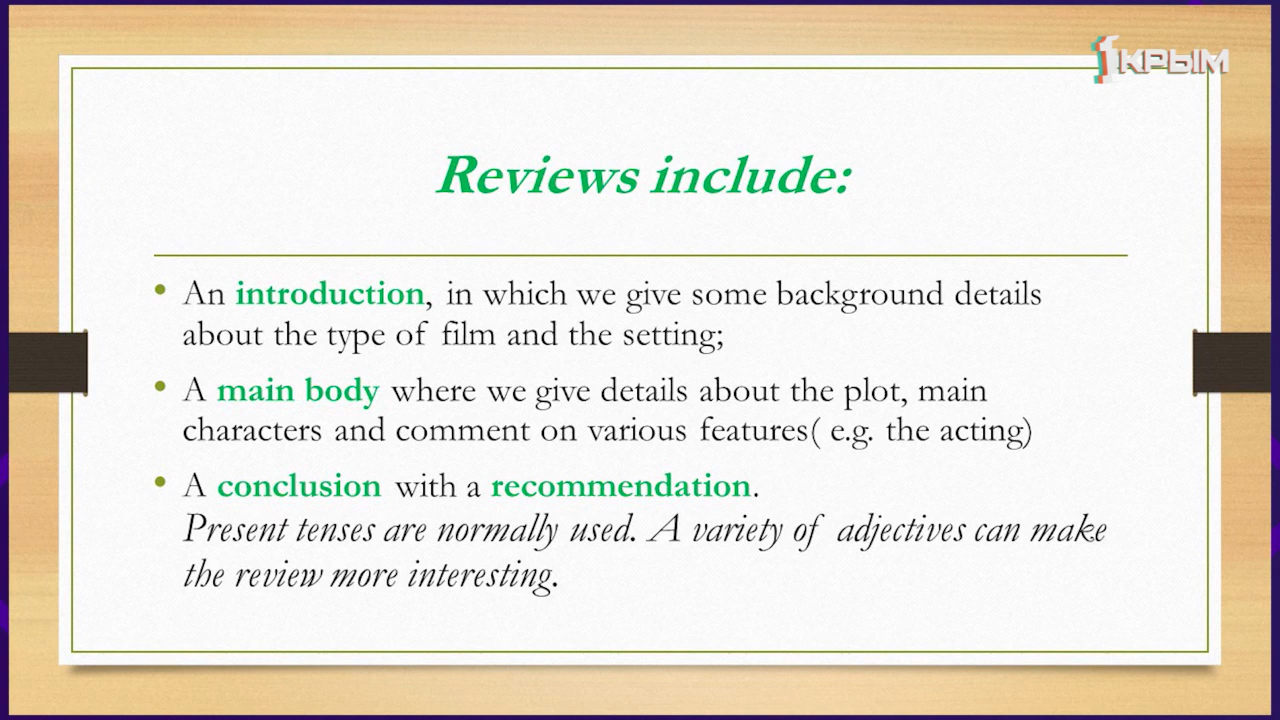 1 КРЫМ
Reviews include:
• An introduction, in which we give some background details
about the type of film and the setting;
• A main body where we give details about the plot, main
characters and comment on various features( e.g. the acting)
• A conclusion with a recommendation.
Present tenses are normally used. A variety of adjectives can make
the review more interesting.